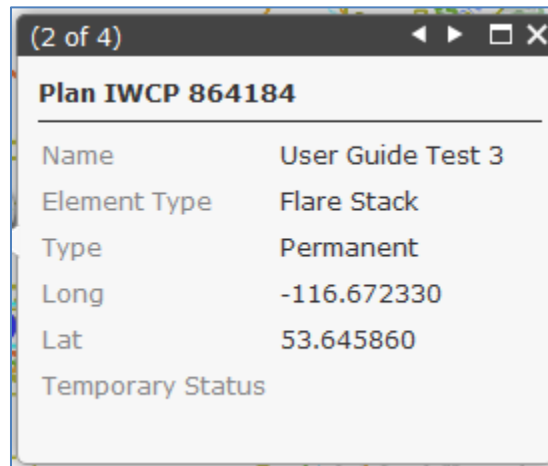 (2 of 4)
Plan IWCP 864184
Name User Guide Test 3
Element Type Flare Stack
Type Permanent
Long -116.672330
Lat 53.645860
Temporary Status